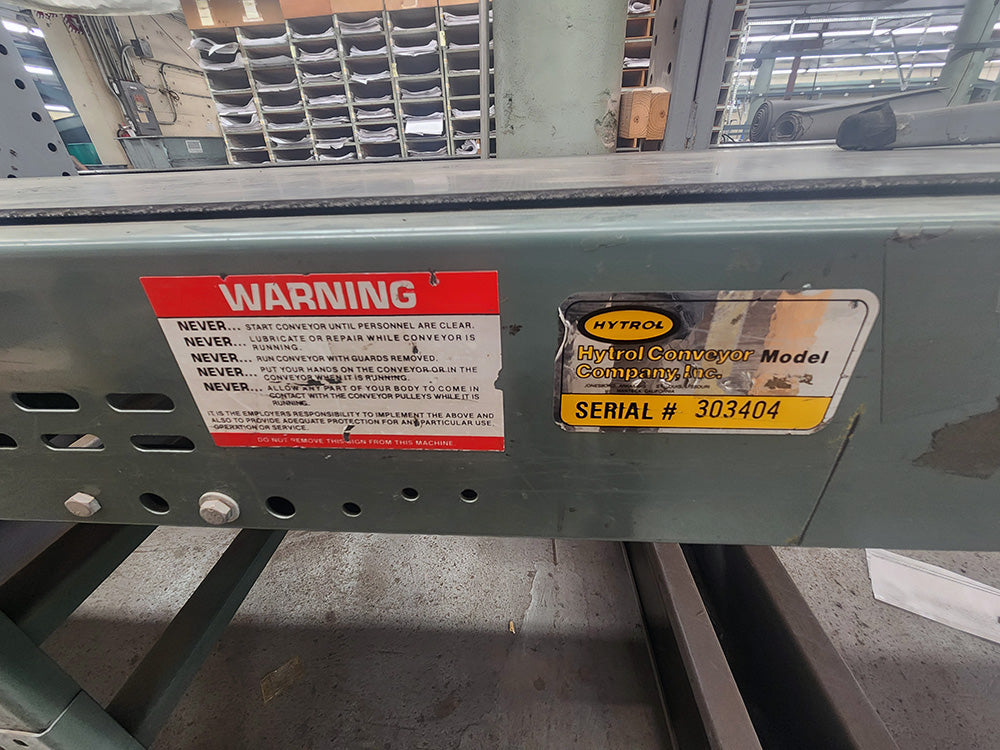 WARNING
NEVER... START CONVEYOR UNTIL PERSONNEL ARE CLEAR.
NEVER... LUBRICATE OR REPAIR WHILE CONVEYOR IS
RUNNING.
NEVER... RUN CONVEYOR WITH GUARDS REMOVED.
NEVER... PUT YOUR HANDS ON THE CONVEYOR OR IN THE
CONVEYOR WHEN IT IS RUNNING.
NEVER... ALLOW ANY PART OF YOUR BODY TO COME IN
CONTACT WITH THE CONVEYOR PULLEYS WHILE IT IS
RUNNING.
IT IS THE EMPLOYERS RESPONSIBILITY TO IMPLEMENT THE ABOVE AND
ALSO TO PROVIDE ADEQUATE PROTECTION FOR ANY PARTICULAR USE,
OPERATION OR SERVICE.
DO NOT REMOVE THIS SIGN FROM THIS MACHINE
HYTROL
Hytrol Conveyor Model
Company, Inc.
SERIAL # 303404